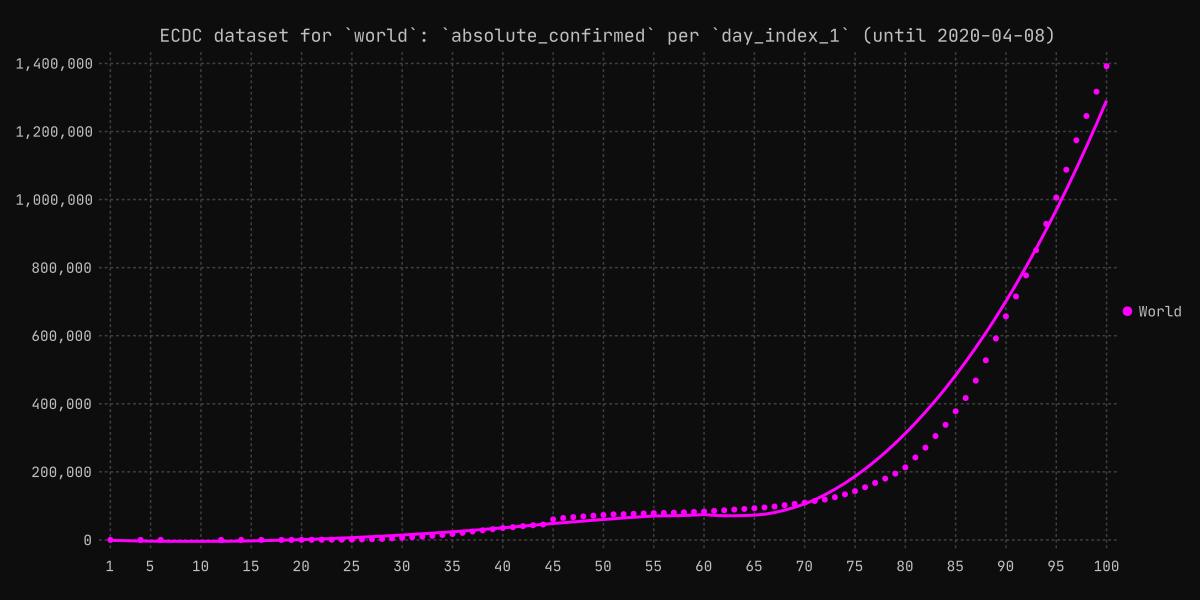 ECDC dataset for `world`: `absolute_confirmed` per `day_index_1` (until 2020-04-08)
1,400,000
1,200,000
1,000,000
800,000
600,000
400,000
200,000
0
World
1 5 10 15 20 25 30 35 40 45 50 55 60 65 70 75 80 85 90 95 100